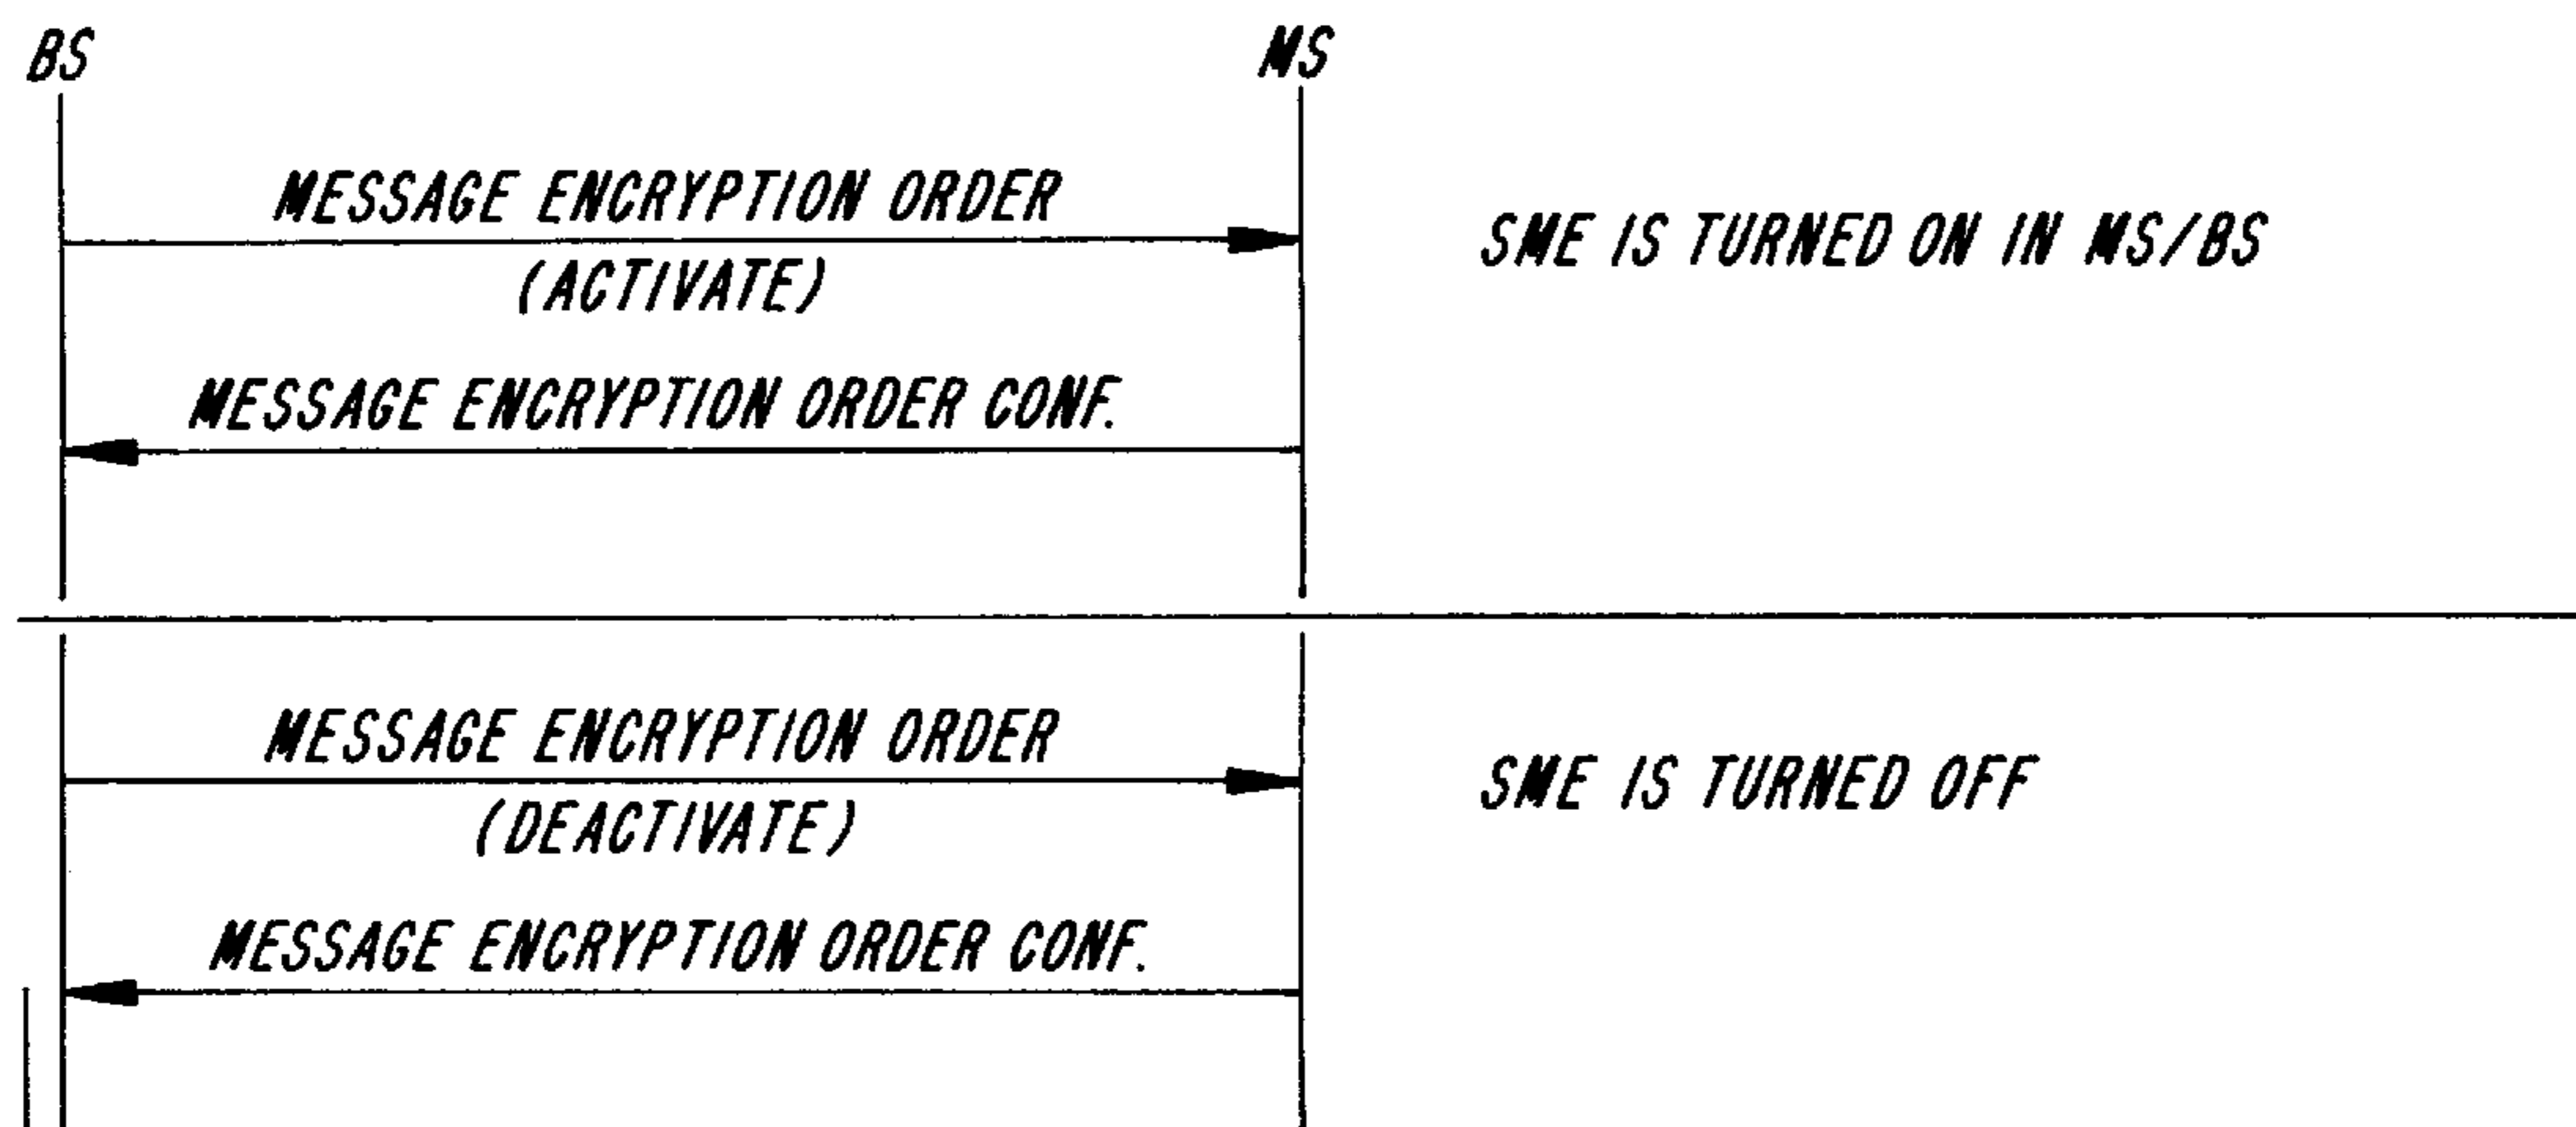 BS
MS
MESSAGE ENCRYPTION ORDER
(ACTIVATE)
SME IS TURNED ON IN MS/BS
MESSAGE ENCRYPTION ORDER CONF.
MESSAGE ENCRYPTION ORDER
(DEACTIVATE)
SME IS TURNED OFF
MESSAGE ENCRYPTION ORDER CONF.